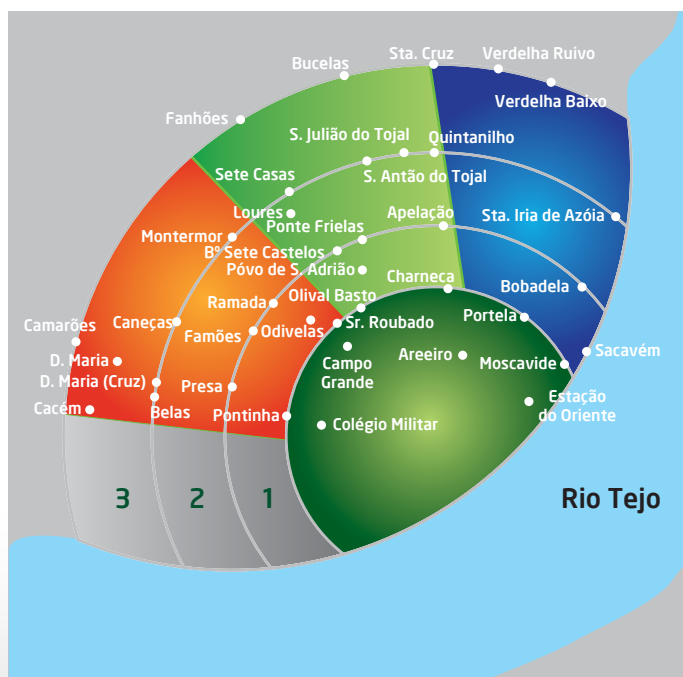 Sta. Cruz
Verdelha Ruivo
Bucelas
Verdelha Baixo
Fanhões
S. Julião do Tojal
Quintanilho
Sete Casas
S. Antão do Tojal
Loures
Apelação
Sta. Iria de Azóia
Ponte Frielas
Montermor
Bº Sete Castelos
Póvo de S. Adrião
Charneca
Bobadela
Olival Basto
Ramada
Portela
Camarões
Caneças
Sr. Roubado
Famões
Odivelas
Sacavém
Areeiro
D. Maria
Campo
Grande
Moscavide
D. Maria (Cruz)
Presa
Estação
do Oriente
Cacém
Belas
Pontinha
Colégio Militar
3
2
1
Rio Tejo